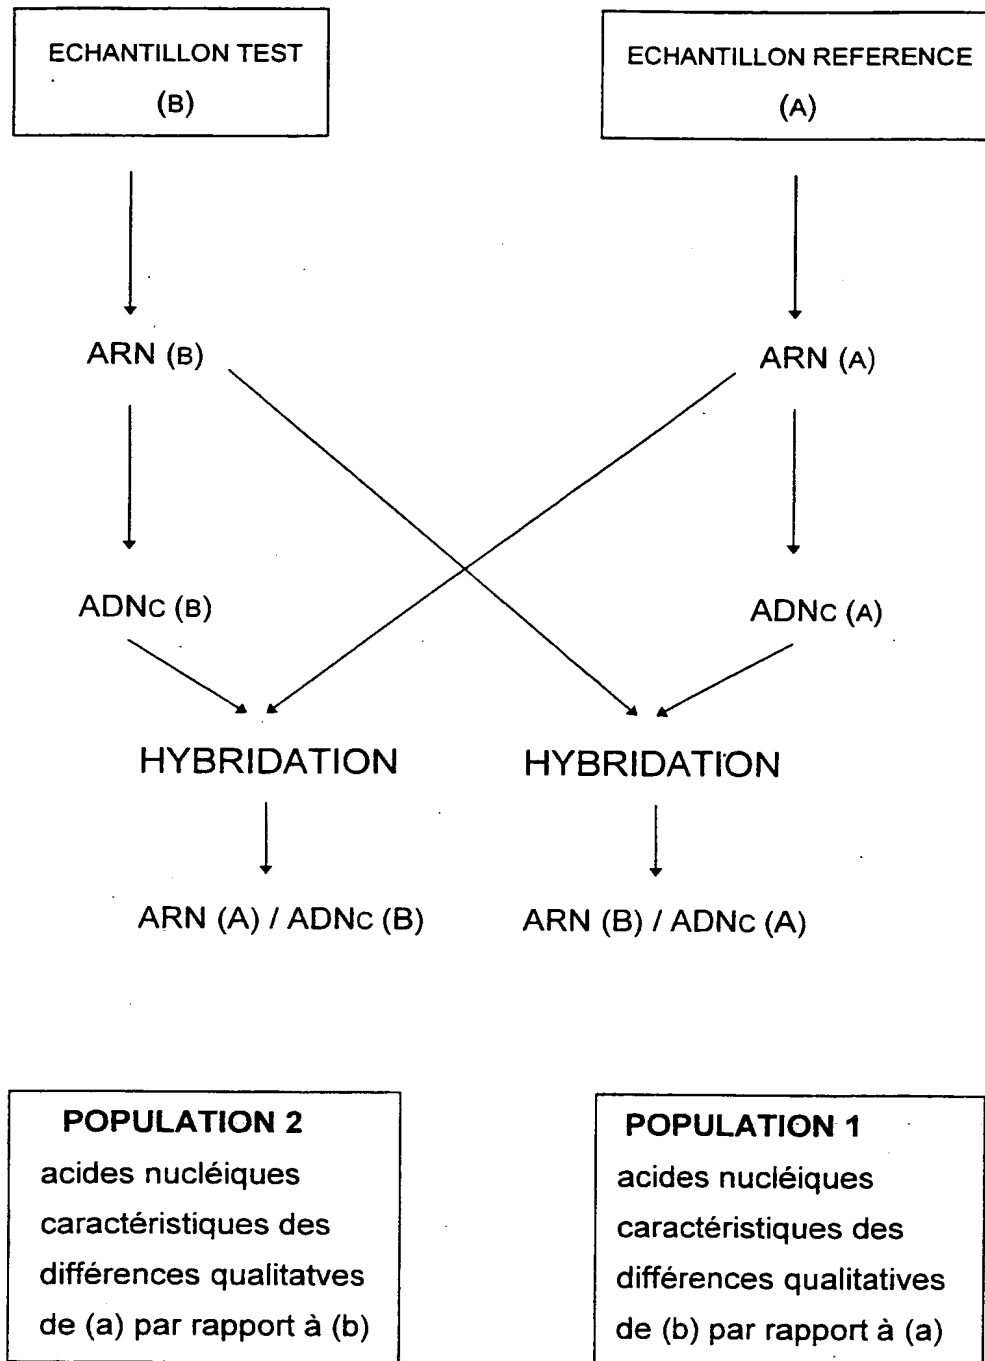 ECHANTILLON TEST
(B)
ECHANTILLON REFERENCE
(A)
ARN (B)
ARN (A)
ADNC (B)
ADNC (A)
HYBRIDATION
HYBRIDATION
ARN (A) / ADNC (B)
ARN (B) / ADNC (A)
POPULATION 2
acides nucléiques
caractéristiques des
différences qualitatves
de (a) par rapport à (b)
POPULATION 1
acides nucléiques
caractéristiques des
différences qualitatives
de (b) par rapport à (a)